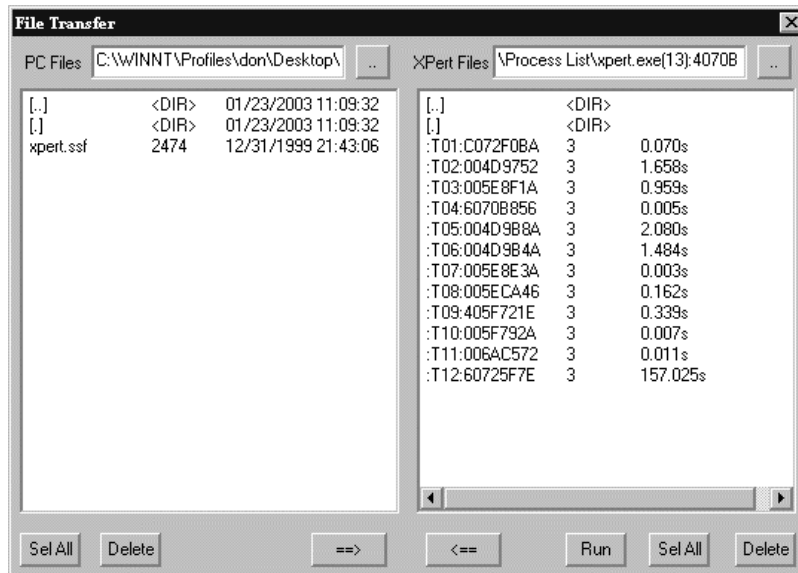 File Transfer
PC Files C:\WINNT\Profiles\don\Desktop\ .. XPert Files \Process List\xpert.exe(13):4070B ..
[..] <DIR> 01/23/2003 11:09:32
[.] <DIR> 01/23/2003 11:09:32
xpert.ssf 2474 12/31/1999 21:43:06
[..] <DIR>
[.] <DIR>
:T01:C072F0BA 3 0.070s
:T02:004D9752 3 1.658s
:T03:005E8F1A 3 0.959s
:T04:6070B856 3 0.005s
:T05:004D9B8A 3 2.080s
:T06:004D9B4A 3 1.484s
:T07:005E8E3A 3 0.003s
:T08:005ECA46 3 0.162s
:T09:405F721E 3 0.339s
:T10:005F792A 3 0.007s
:T11:006AC572 3 0.011s
:T12:60725F7E 3 157.025s
Sel All Delete ==> <== Run Sel All Delete